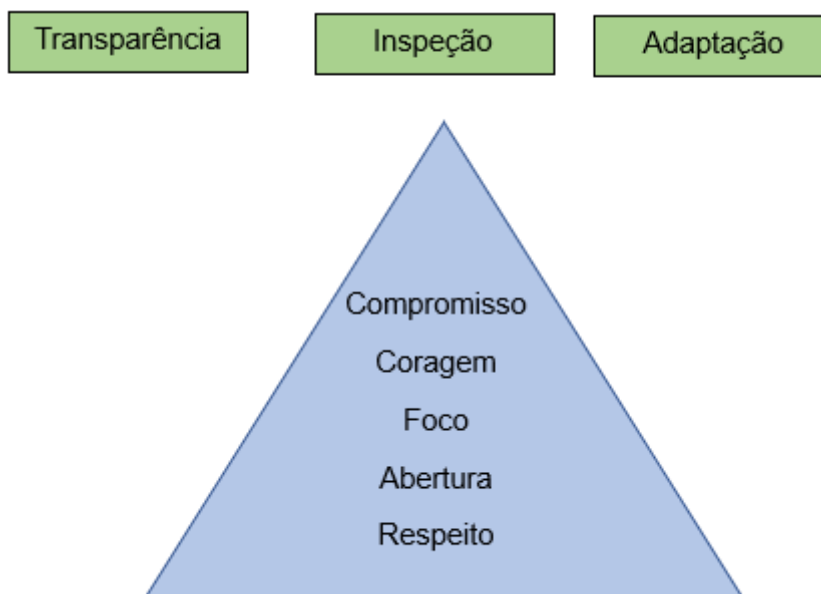 Transparência Inspeção Adaptação
Compromisso
Coragem
Foco
Abertura
Respeito